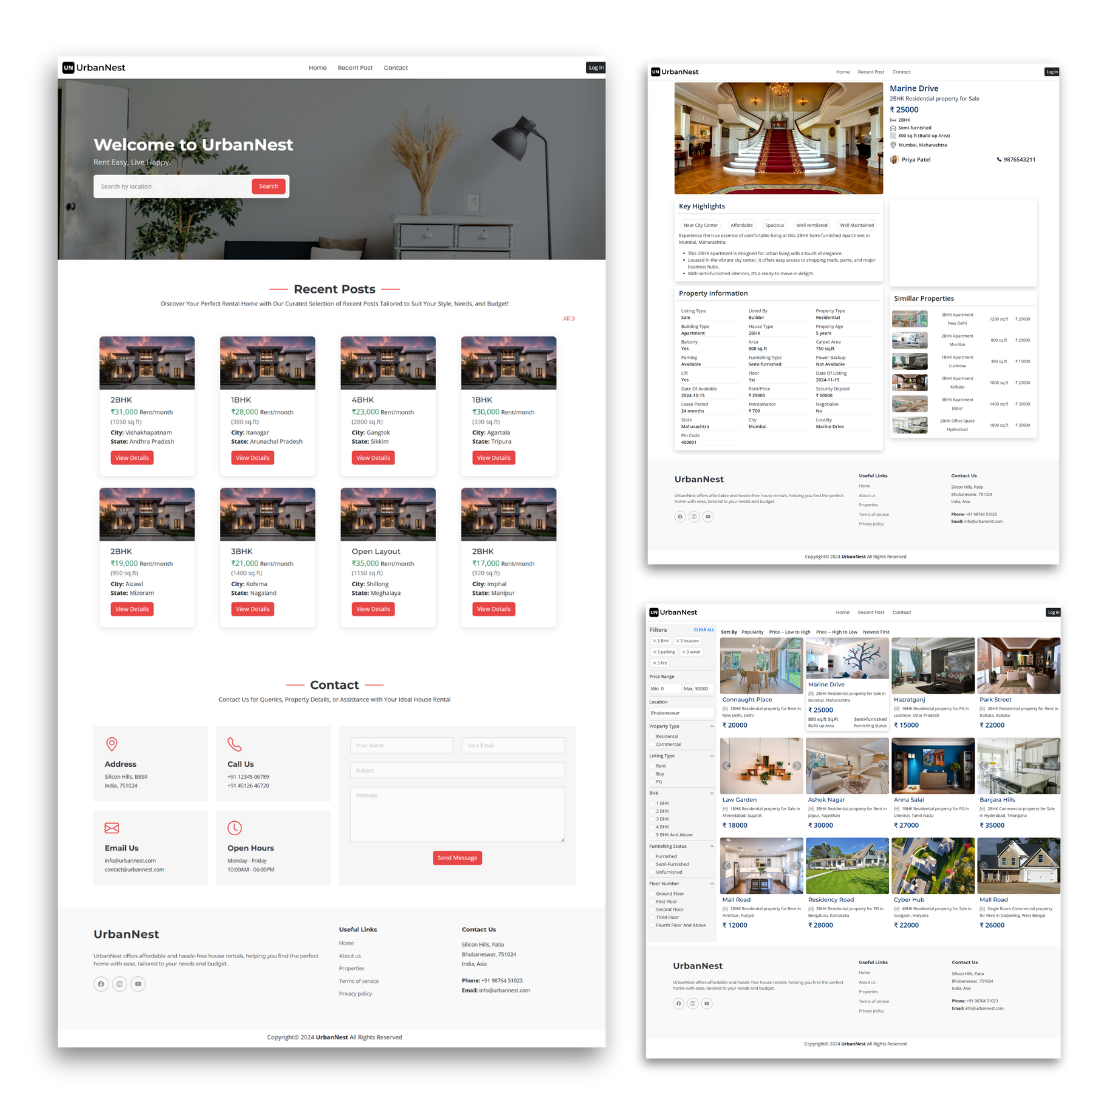 UN UrbanNest
Home Recent Post Contact
Log In
Welcome to UrbanNest
Rent Easy, Live Happy.
Search by location
Search
Recent Posts
Discover Your Perfect Rental Home with Our Curated Selection of Recent Posts Tailored to Suit Your Style, Needs, and Budget!
All
2BHK
₹31,000 Rent/month
(1050 sq.ft)
City: Vishakhapatnam
State: Andhra Pradesh
View Details
1BHK
₹28,000 Rent/month
(380 sq.ft)
City: Itanagar
State: Arunachal Pradesh
View Details
4BHK
₹23,000 Rent/month
(2800 sq.ft)
City: Gangtok
State: Sikkim
View Details
1BHK
₹30,000 Rent/month
(330 sq.ft)
City: Agartala
State: Tripura
View Details
2BHK
₹19,000 Rent/month
(950 sq.ft)
City: Aizawl
State: Mizoram
View Details
3BHK
₹21,000 Rent/month
(1400 sq.ft)
City: Kohima
State: Nagaland
View Details
Open Layout
₹35,000 Rent/month
(1150 sq.ft)
City: Shillong
State: Meghalaya
View Details
2BHK
₹17,000 Rent/month
(920 sq.ft)
City: Imphal
State: Manipur
View Details
Contact
Contact Us for Queries, Property Details, or Assistance with Your Ideal House Rental
Address
Silicon Hills, BBSR
India, 751024
Call Us
+91 12345 06789
+91 45126 46720
Email Us
info@urbannest.com
contact@urbannest.com
Open Hours
Monday - Friday
10:00AM - 06:00PM
Your Name
Your Email
Subject
Message
Send Message
UrbanNest
UrbanNest offers affordable and hassle-free house rentals, helping you find the perfect
home with ease, tailored to your needs and budget.
Useful Links
Home
About us
Properties
Terms of service
Privacy policy
Contact Us
Silicon Hills, Patia
Bhubaneswar, 751024
India, Asia
Phone: +91 98764 51023
Email: info@urbannest.com
Copyright© 2024 UrbanNest All Rights Reserved
UN UrbanNest
Home Recent Post Contact
Log In
Marine Drive
2BHK Residential property for Sale
₹ 25000
2BHK
Semi-furnished
800 sq.ft (Build up Area)
Mumbai, Maharashtra
Priya Patel
9876543211
Key Highlights
Near City Center Affordable Spacious Well ventilated Well Maintained
Experience the true essence of comfortable living at this 2BHK Semi-furnished Apartment in
Mumbai, Maharashtra.
This 2BHK apartment is designed for urban living with a touch of elegance.
Located in the vibrant city center, it offers easy access to shopping malls, parks, and major
business hubs.
With semi-furnished interiors, it's a ready-to-move-in delight.
Property Information
Listing Type Listed By Property Type
Sale Builder Residential
Building Type House Type Property Age
Apartment 2BHK 5 years
Balcony Area Carpet Area
Yes 800 sq.ft 750 sq.ft
Parking Furnishing Type Power Backup
Available Semi-furnished Not Available
Lift Floor Date Of Listing
Yes 1st 2024-11-15
Date Of Available Rent/Price Security Deposit
2024-12-15 ₹ 25000 ₹ 50000
Lease Period Maintainance Negotiable
24 months ₹ 700 No
State City Locality
Maharashtra Mumbai Marine Drive
Pin Code
400001
Simillar Properties
3BHK Apartment
New Delhi
1200 sq.ft ₹ 20000
2BHK Apartment
Mumbai
800 sq.ft ₹ 25000
1BHK Apartment
Lucknow
₹ 15000
Kolkata
₹ 22000
3BHK Apartment
Jaipur
1400 sq.ft ₹ 30000
2BHK Office Space
Hyderabad
₹ 35000
UrbanNest
UrbanNest offers affordable and hassle-free house rentals, helping you find the perfect
home with ease, tailored to your needs and budget.
Useful Links
Home
About us
Properties
Terms of service
Privacy policy
Contact Us
Silicon Hills, Patia
Bhubaneswar, 751024
India, Asia
Phone: +91 98764 51023
Email: info@urbannest.com
Copyright© 2024 UrbanNest All Rights Reserved
UN UrbanNest
Home Recent Post Contact
Log In
Filters
CLEAR ALL
× 3 BHK × 3 location
× 3 parking × 3 water
× 3 fire
Price Range
Min 0 Max 50000
Location
Bhubaneswar
Property Type
Residential
Commercial
Listing Type
Rent
Buy
PG
BHK
1 BHK
2 BHK
3 BHK
4 BHK
5 BHK And Above
Furnishing Status
Furnished
Semi-Furnished
Unfurnished
Floor Number
Ground Floor
First Floor
Second Floor
Third Floor
Fourth Floor And Above
Sort By Popularity Price -- Low to High Price -- High to Low Newest First
Connaught Place
3BHK Residential property for Rent in
New Delhi, Delhi
₹ 20000
Marine Drive
2BHK Residential property for Sale in
Mumbai, Maharashtra
₹ 25000
800 sq.ft Sq.ft Semi-furnished
Build up Area Furnishing Status
Hazratganj
1BHK Residential property for PG in
Lucknow, Uttar Pradesh
₹ 15000
Park Street
Residential property for Rent in
Kolkata, Kolkata
₹ 22000
Law Garden
1BHK Residential property for Sale in
Ahmedabad, Gujarat
₹ 18000
Ashok Nagar
3BHK Residential property for Rent in
Jaipur, Rajasthan
₹ 30000
Anna Salai
Residential property for PG in
Chennai, Tamil Nadu
₹ 27000
Banjara Hills
2BHK Commercial property for Sale
in Hyderabad, Telangana
₹ 35000
Mall Road
2BHK Residential property for Rent in
Amritsar, Punjab
₹ 12000
Residency Road
3BHK Residential property for PG in
Bengaluru, Karnataka
₹ 28000
Cyber Hub
Residential property for Sale in
Gurgaon, Haryana
₹ 22000
Mall Road
Single Room Commercial property
for Rent in Darjeeling, West Bengal
₹ 26000
UrbanNest
UrbanNest offers affordable and hassle-free house rentals, helping you find the perfect
home with ease, tailored to your needs and budget.
Useful Links
Home
About us
Properties
Terms of service
Privacy policy
Contact Us
Silicon Hills, Patia
Bhubaneswar, 751024
India, Asia
Phone: +91 98764 51023
Email: info@urbannest.com
Copyright© 2024 UrbanNest All Rights Reserved